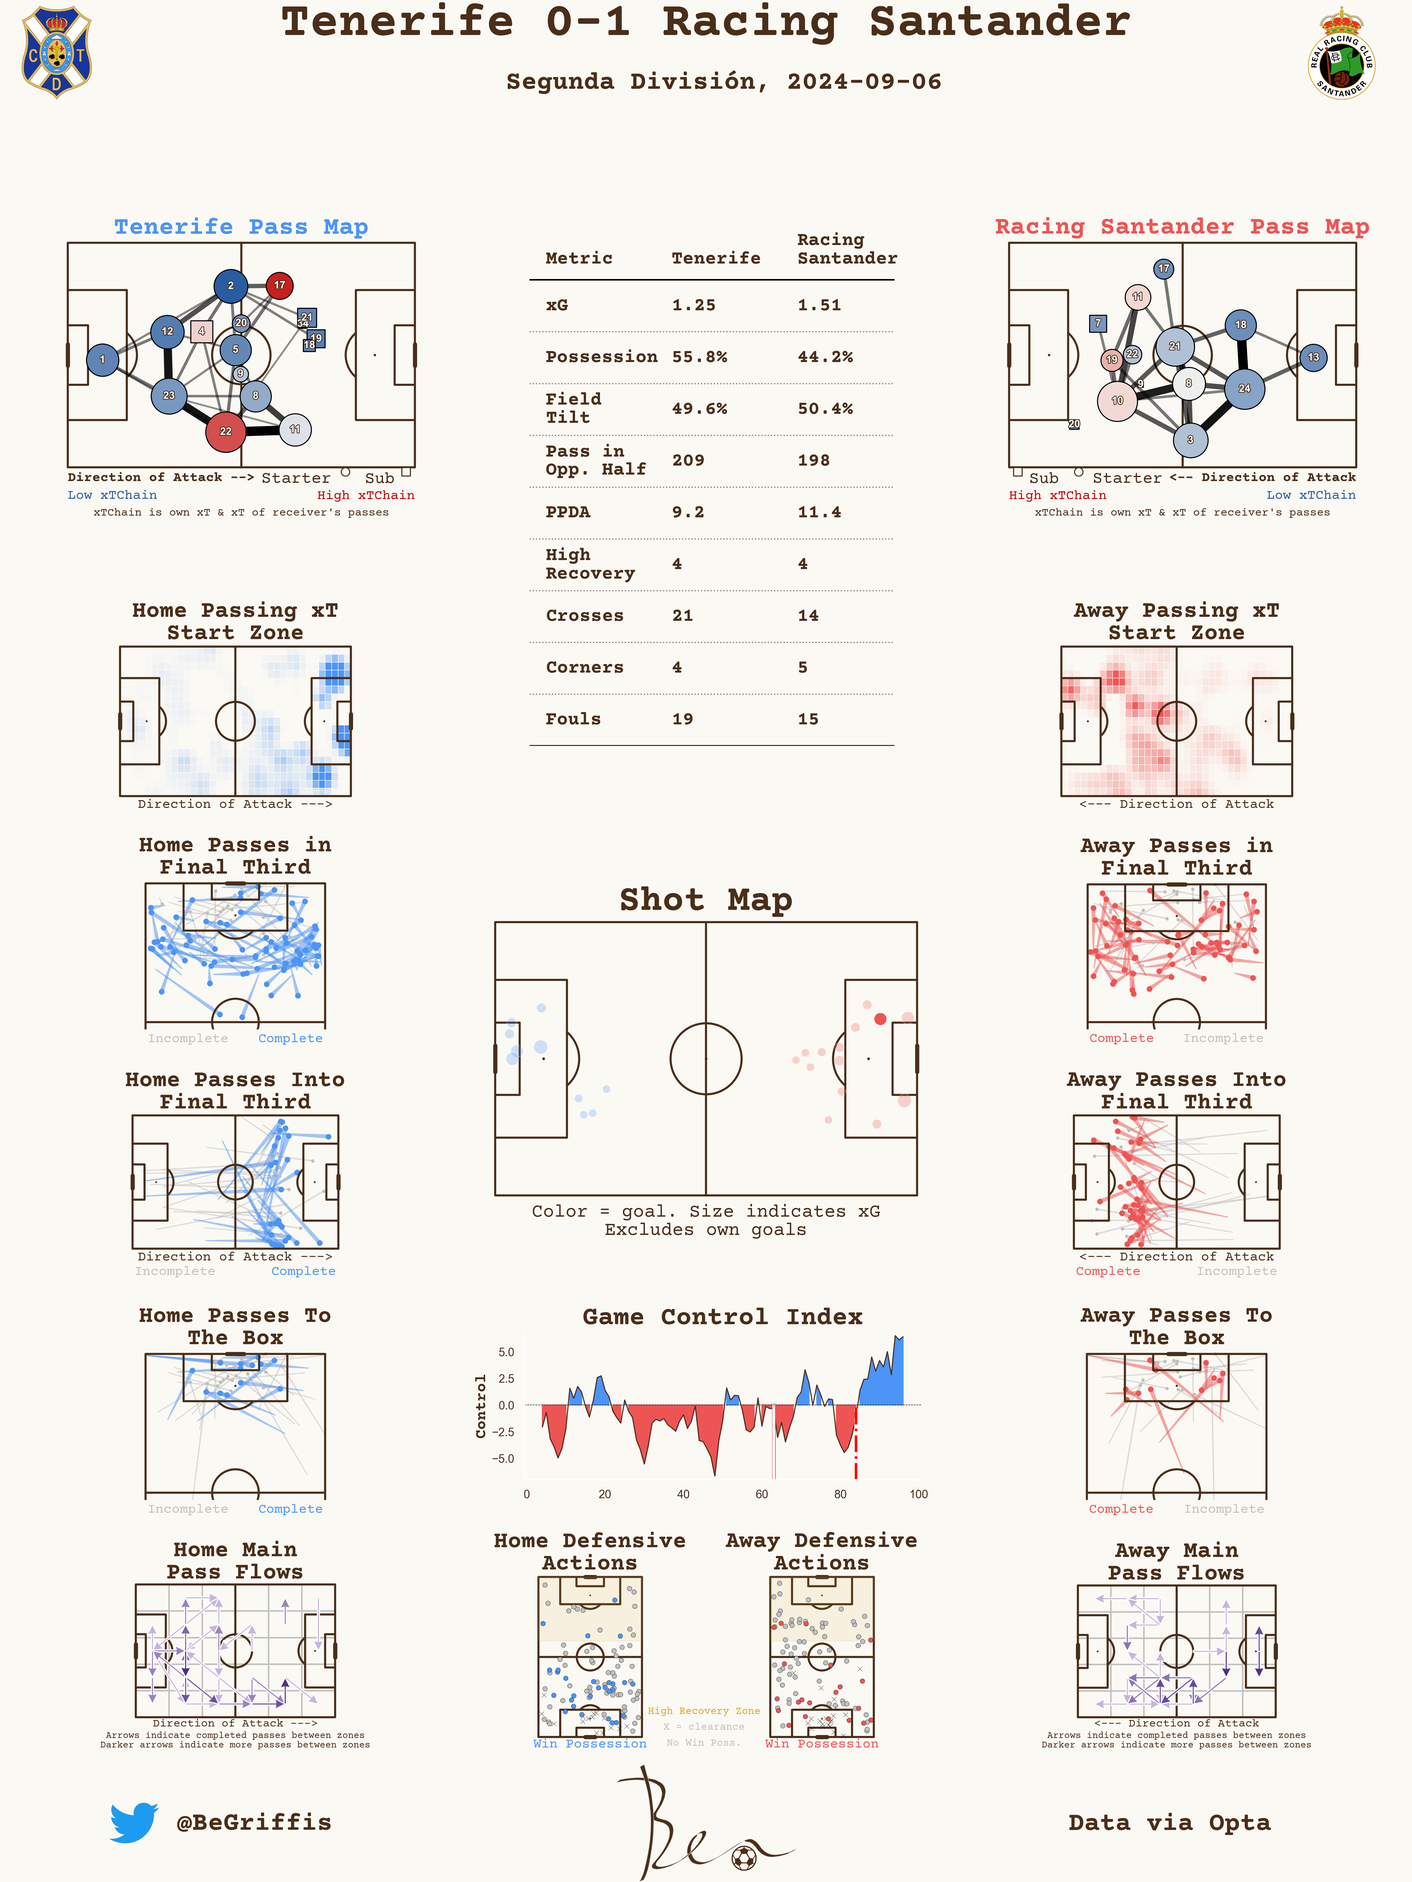 Tenerife 0-1 Racing Santander
Segunda División, 2024-09-06
C T
D
REAL RACING CLUB
SANTANDER
Tenerife Pass Map
2
17
12
4
20
21
19
18
5
1
9
23
8
22
11
Direction of Attack --> Starter Sub
Low xTChain High xTChain
xTChain is own xT & xT of receiver's passes
Metric Tenerife Racing Santander
xG 1.25 1.51
Possession 55.8% 44.2%
Field Tilt 49.6% 50.4%
Pass in Opp. Half 209 198
PPDA 9.2 11.4
High Recovery 4 4
Crosses 21 14
Corners 4 5
Fouls 19 15
Racing Santander Pass Map
17
11
7
18
21
22
19
13
9
8
24
10
20
3
Sub Starter <-- Direction of Attack
High xTChain Low xTChain
xTChain is own xT & xT of receiver's passes
Home Passing xT
Start Zone
Direction of Attack --->
Away Passing xT
Start Zone
<--- Direction of Attack
Home Passes in
Final Third
Incomplete Complete
Away Passes in
Final Third
Complete Incomplete
Shot Map
Color = goal. Size indicates xG
Excludes own goals
Home Passes Into
Final Third
Direction of Attack --->
Incomplete Complete
Away Passes Into
Final Third
<--- Direction of Attack
Complete Incomplete
Home Passes To
The Box
Incomplete Complete
Game Control Index
Control
5.0
2.5
0.0
−2.5
−5.0
0 20 40 60 80 100
Away Passes To
The Box
Complete Incomplete
Home Main
Pass Flows
Direction of Attack --->
Arrows indicate completed passes between zones
Darker arrows indicate more passes between zones
Home Defensive
Actions
Win Possession
High Recovery Zone
X = clearance
No Win Poss.
Away Defensive
Actions
Win Possession
Away Main
Pass Flows
<--- Direction of Attack
Arrows indicate completed passes between zones
Darker arrows indicate more passes between zones
@BeGriffis
Ben
Data via Opta